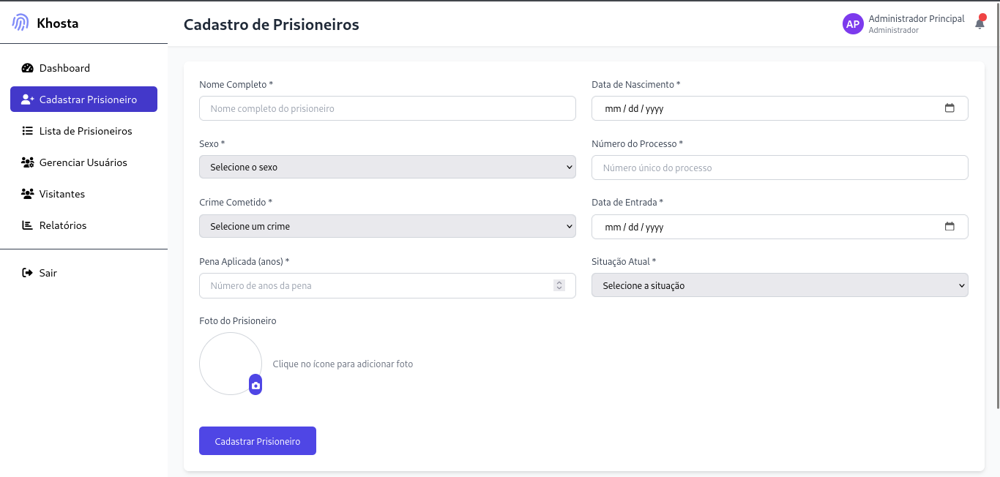 Khosta
Cadastro de Prisioneiros
AP
Administrador Principal
Administrador
Dashboard
Cadastrar Prisioneiro
Lista de Prisioneiros
Gerenciar Usuários
Visitantes
Relatórios
Sair
Nome Completo *
Nome completo do prisioneiro
Data de Nascimento *
mm / dd / yyyy
Sexo *
Selecione o sexo
Número do Processo *
Número único do processo
Crime Cometido *
Selecione um crime
Data de Entrada *
mm / dd / yyyy
Pena Aplicada (anos) *
Número de anos da pena
Situação Atual *
Selecione a situação
Foto do Prisioneiro
Clique no ícone para adicionar foto
Cadastrar Prisioneiro